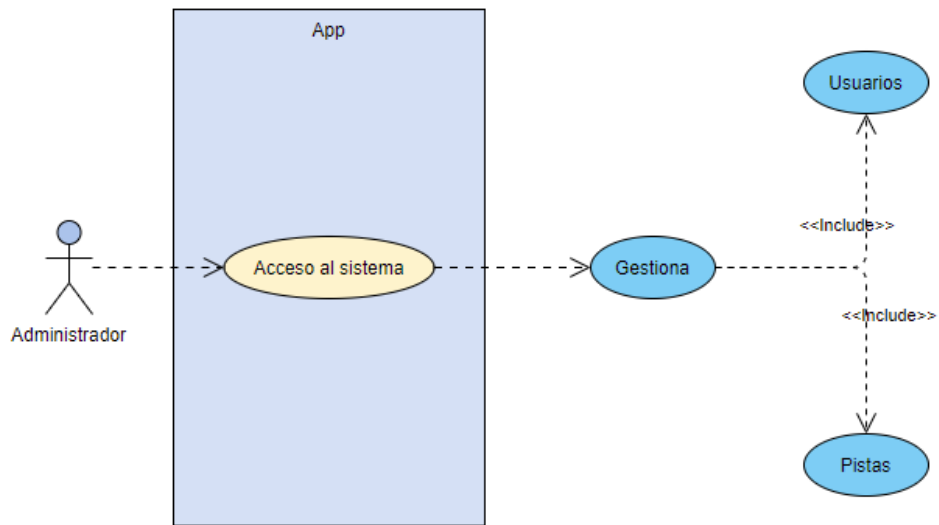 App
Usuarios
<<Include>>
Acceso al sistema
Gestiona
<<Include>>
Administrador
Pistas